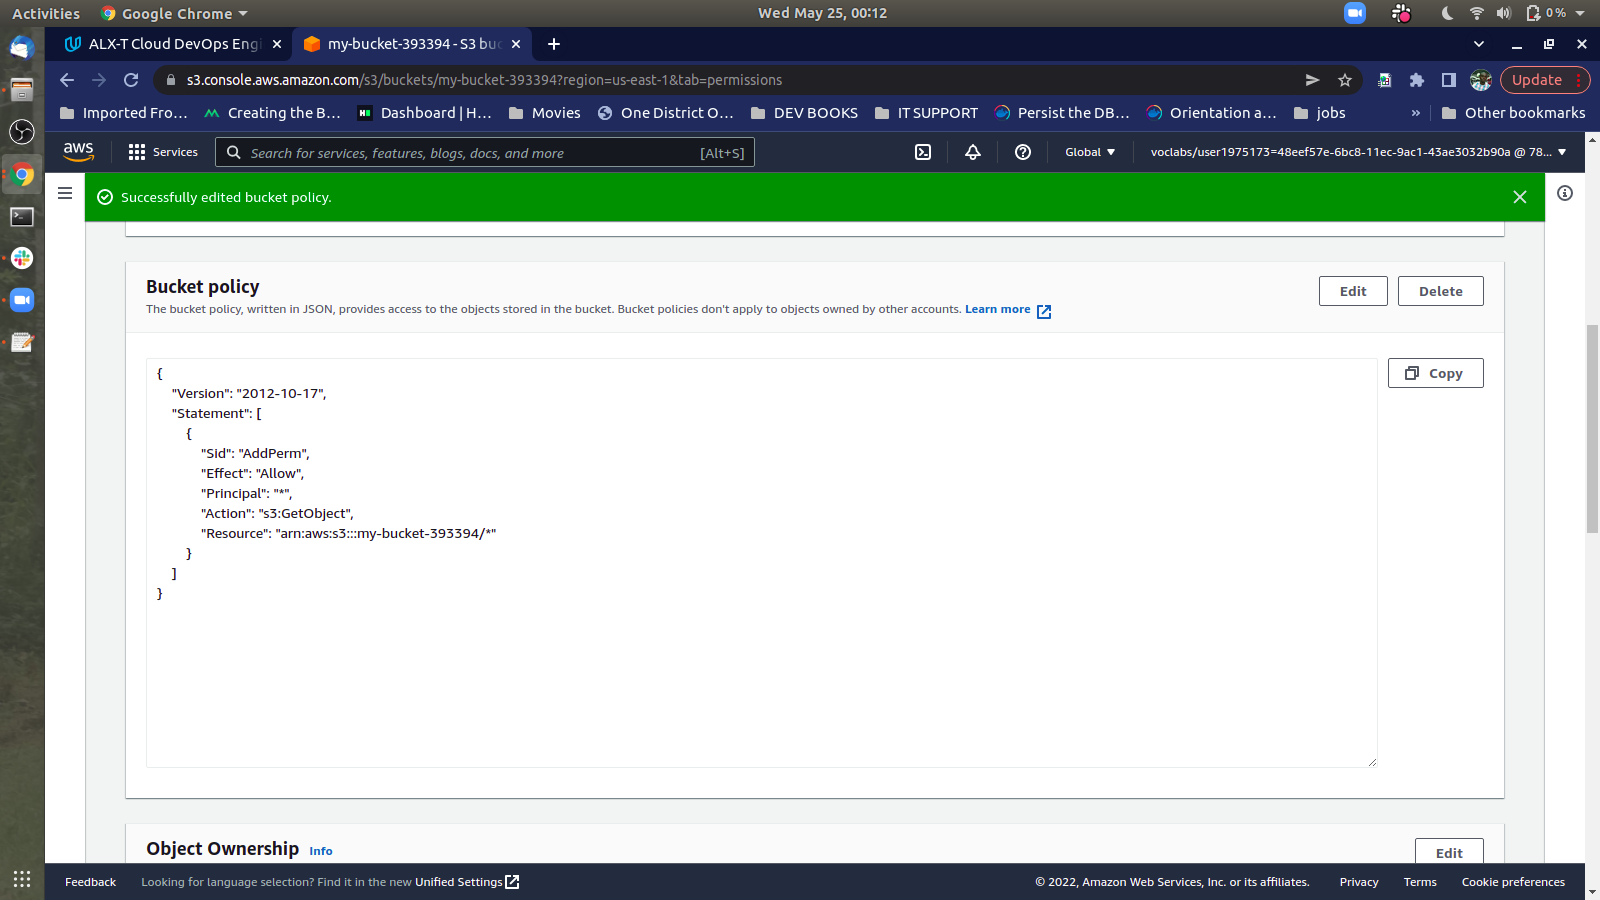 Activities Google Chrome Wed May 25, 00:12 0 %
ALX-T Cloud DevOps Engi my-bucket-393394 - S3 buc
s3.console.aws.amazon.com/s3/buckets/my-bucket-393394?region=us-east-1&tab=permissions Update
Imported Fro... Creating the B... Dashboard | H... Movies One District O... DEV BOOKS IT SUPPORT Persist the DB... Orientation a... jobs » Other bookmarks
aws Services Search for services, features, blogs, docs, and more [Alt+S] Global voclabs/user1975173=48eef57e-6bc8-11ec-9ac1-43ae3032b90a @ 78...
Successfully edited bucket policy.
Bucket policy Edit Delete
The bucket policy, written in JSON, provides access to the objects stored in the bucket. Bucket policies don't apply to objects owned by other accounts. Learn more
{ Copy
"Version": "2012-10-17",
"Statement": [
{
"Sid": "AddPerm",
"Effect": "Allow",
"Principal": "*",
"Action": "s3:GetObject",
"Resource": "arn:aws:s3:::my-bucket-393394/*"
}
]
}
Object Ownership Info Edit
Feedback Looking for language selection? Find it in the new Unified Settings © 2022, Amazon Web Services, Inc. or its affiliates. Privacy Terms Cookie preferences